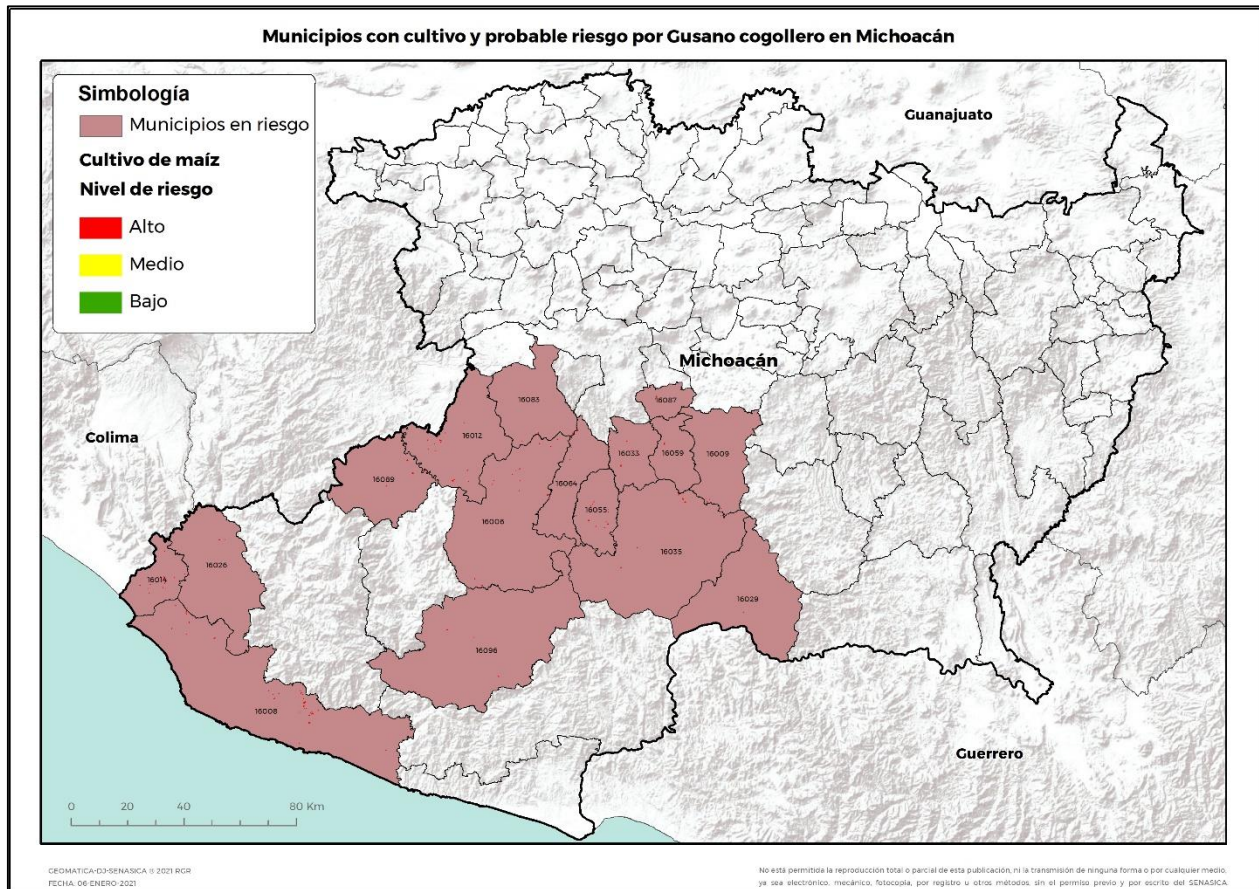 Municipios con cultivo y probable riesgo por Gusano cogollero en Michoacán
Simbología
Municipios en riesgo
Cultivo de maíz
Nivel de riesgo
Alto
Medio
Bajo
Guanajuato
Michoacán
Colima
Guerrero
16083
16087
16012
16033
16059
16009
16069
16064
16055
16006
16035
16026
16014
16029
16096
16008
0 20 40 80 Km
GEOMATICA-DJ-SENASICA © 2021 RGR
FECHA: 06-ENERO-2021
No está permitida la reproducción total o parcial de esta publicación, ni la transmisión de ninguna forma o por cualquier medio,
ya sea electrónico, mecánico, fotocopia, por registro u otros métodos, sin el permiso previo y por escrito del SENASICA.